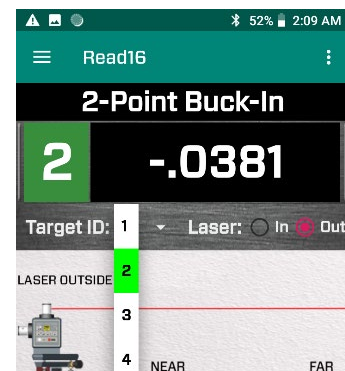 52% 2:09 AM
Read16
2-Point Buck-In
2 -.0381
Target ID: 1 Laser: In Out
2
LASER OUTSIDE
3
4
NEAR FAR